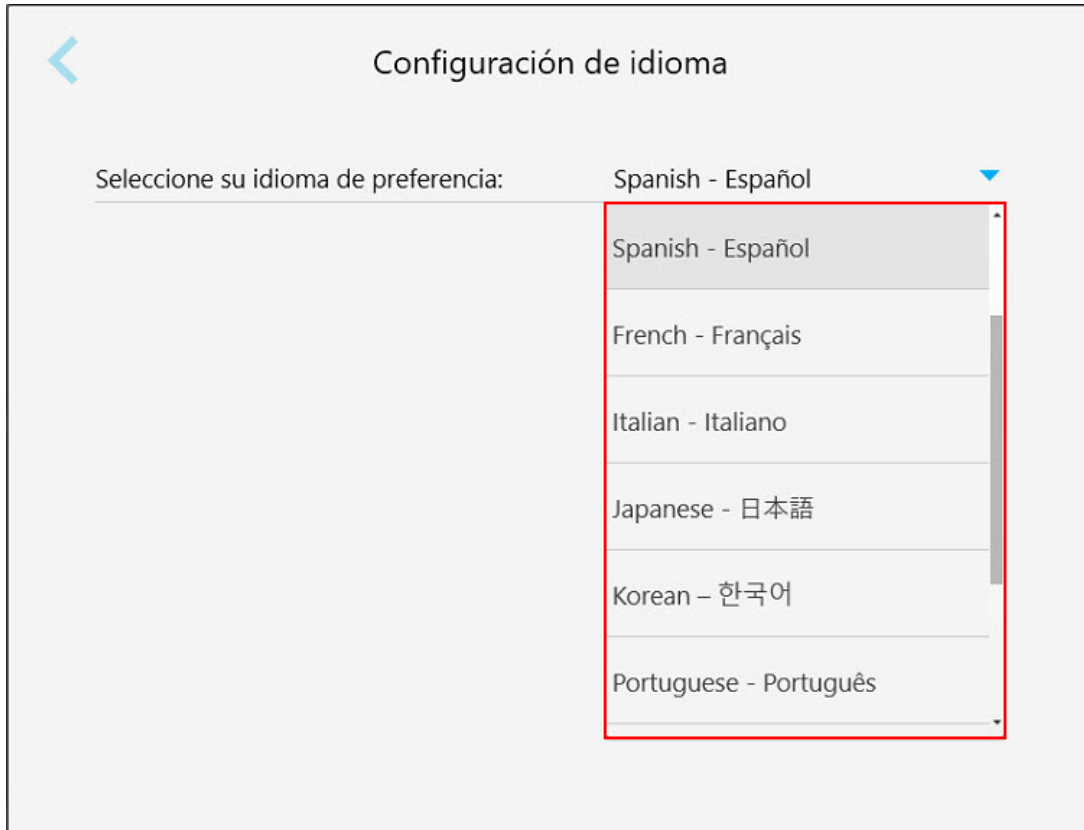 Configuración de idioma
Seleccione su idioma de preferencia: Spanish - Español
Spanish - Español
French - Français
Italian - Italiano
Japanese - 日本語
Korean – 한국어
Portuguese - Português